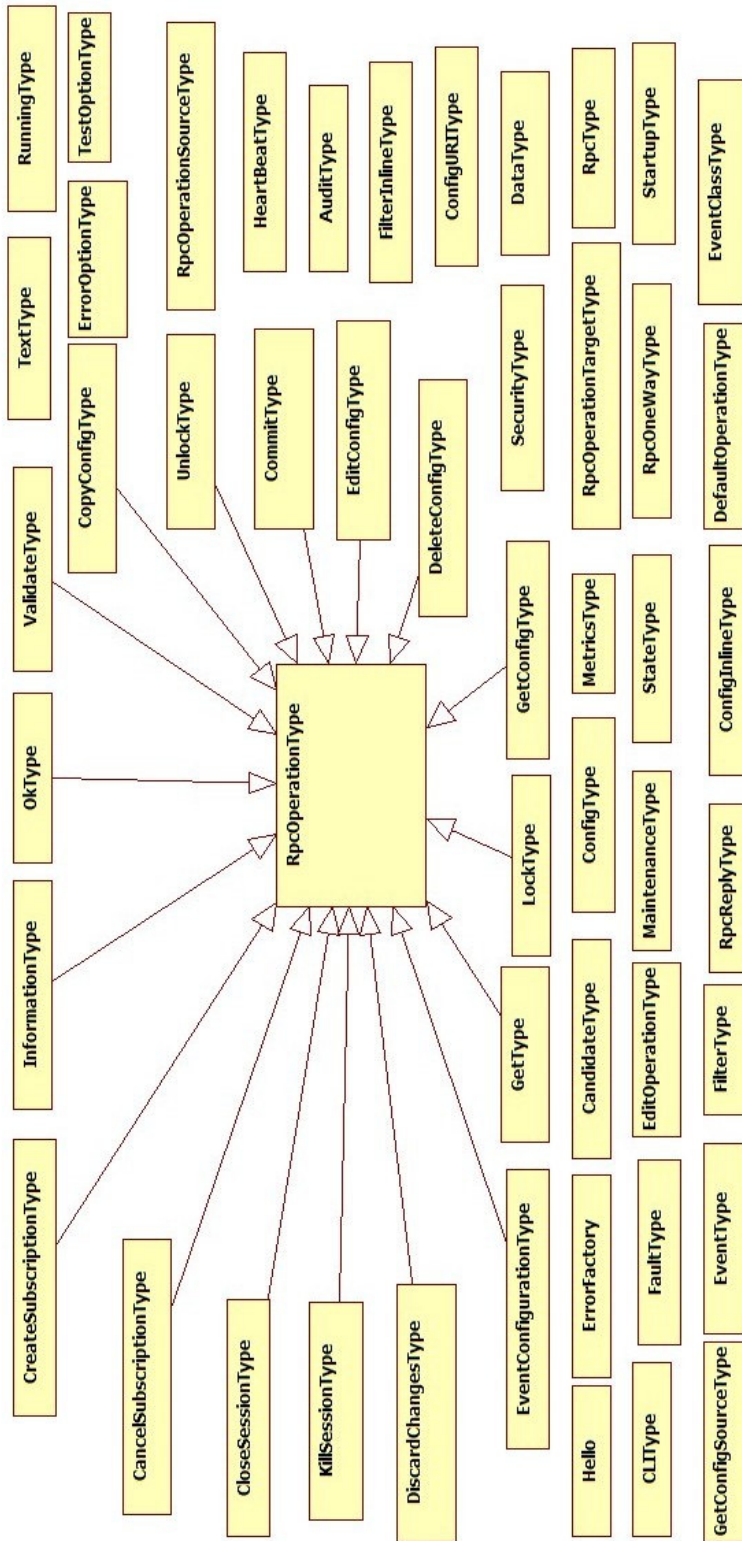 CreateSubscriptionType
InformationType
OkType
ValidateType
TextType
RunningType
CancelSubscriptionType
CopyConfigType
ErrorOptionType
TestOptionType
CloseSessionType
UnlockType
RpcOperationSourceType
KillSessionType
RpcOperationType
CommitType
HeartBeatType
DiscardChangesType
EditConfigType
AuditType
FilterInlineType
DeleteConfigType
ConfigURIType
EventConfigurationType
GetType
LockType
GetConfigType
SecurityType
DataType
Hello
ErrorFactory
CandidateType
ConfigType
MetricsType
RpcOperationTargetType
RpcType
CLIType
FaultType
EditOperationType
MaintenanceType
StateType
RpcOneWayType
StartupType
GetConfigSourceType
EventType
FilterType
RpcReplyType
ConfigInlineType
DefaultOperationType
EventClassType